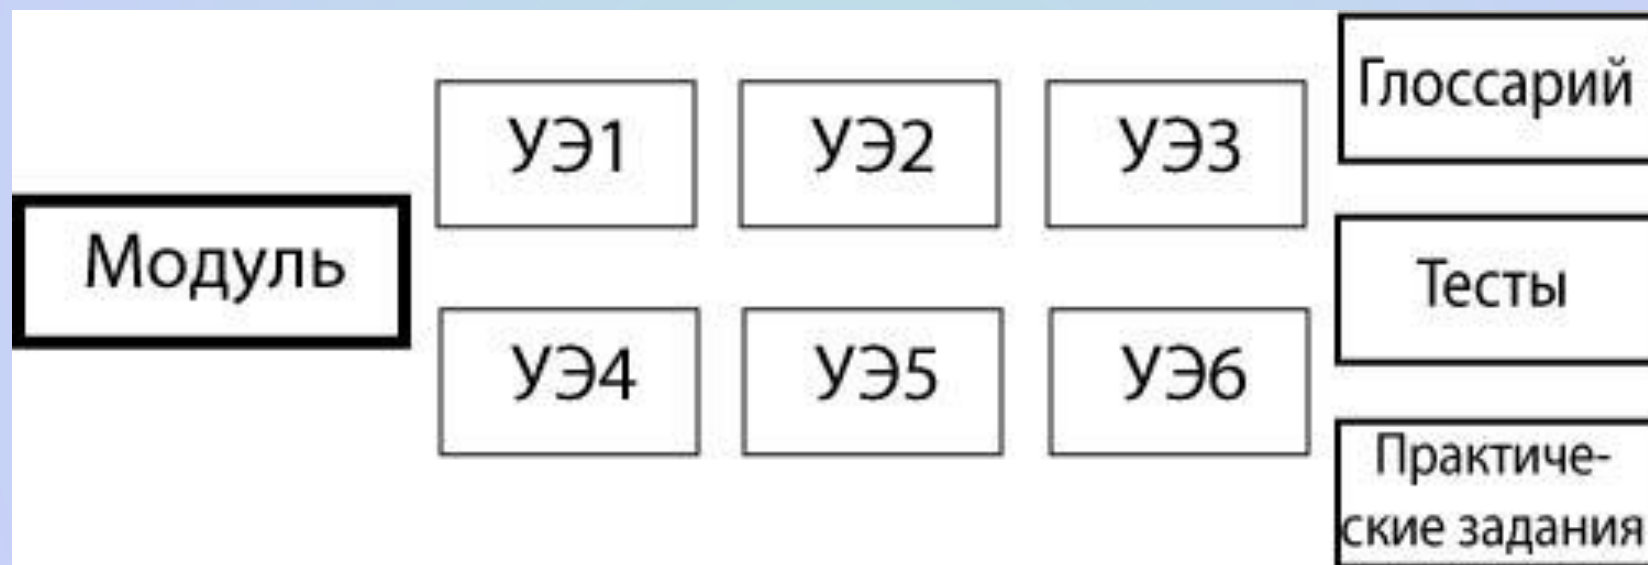 Модуль
УЭ1
УЭ2
УЭ3
УЭ4
УЭ5
УЭ6
Глоссарий
Тесты
Практиче-
ские задания